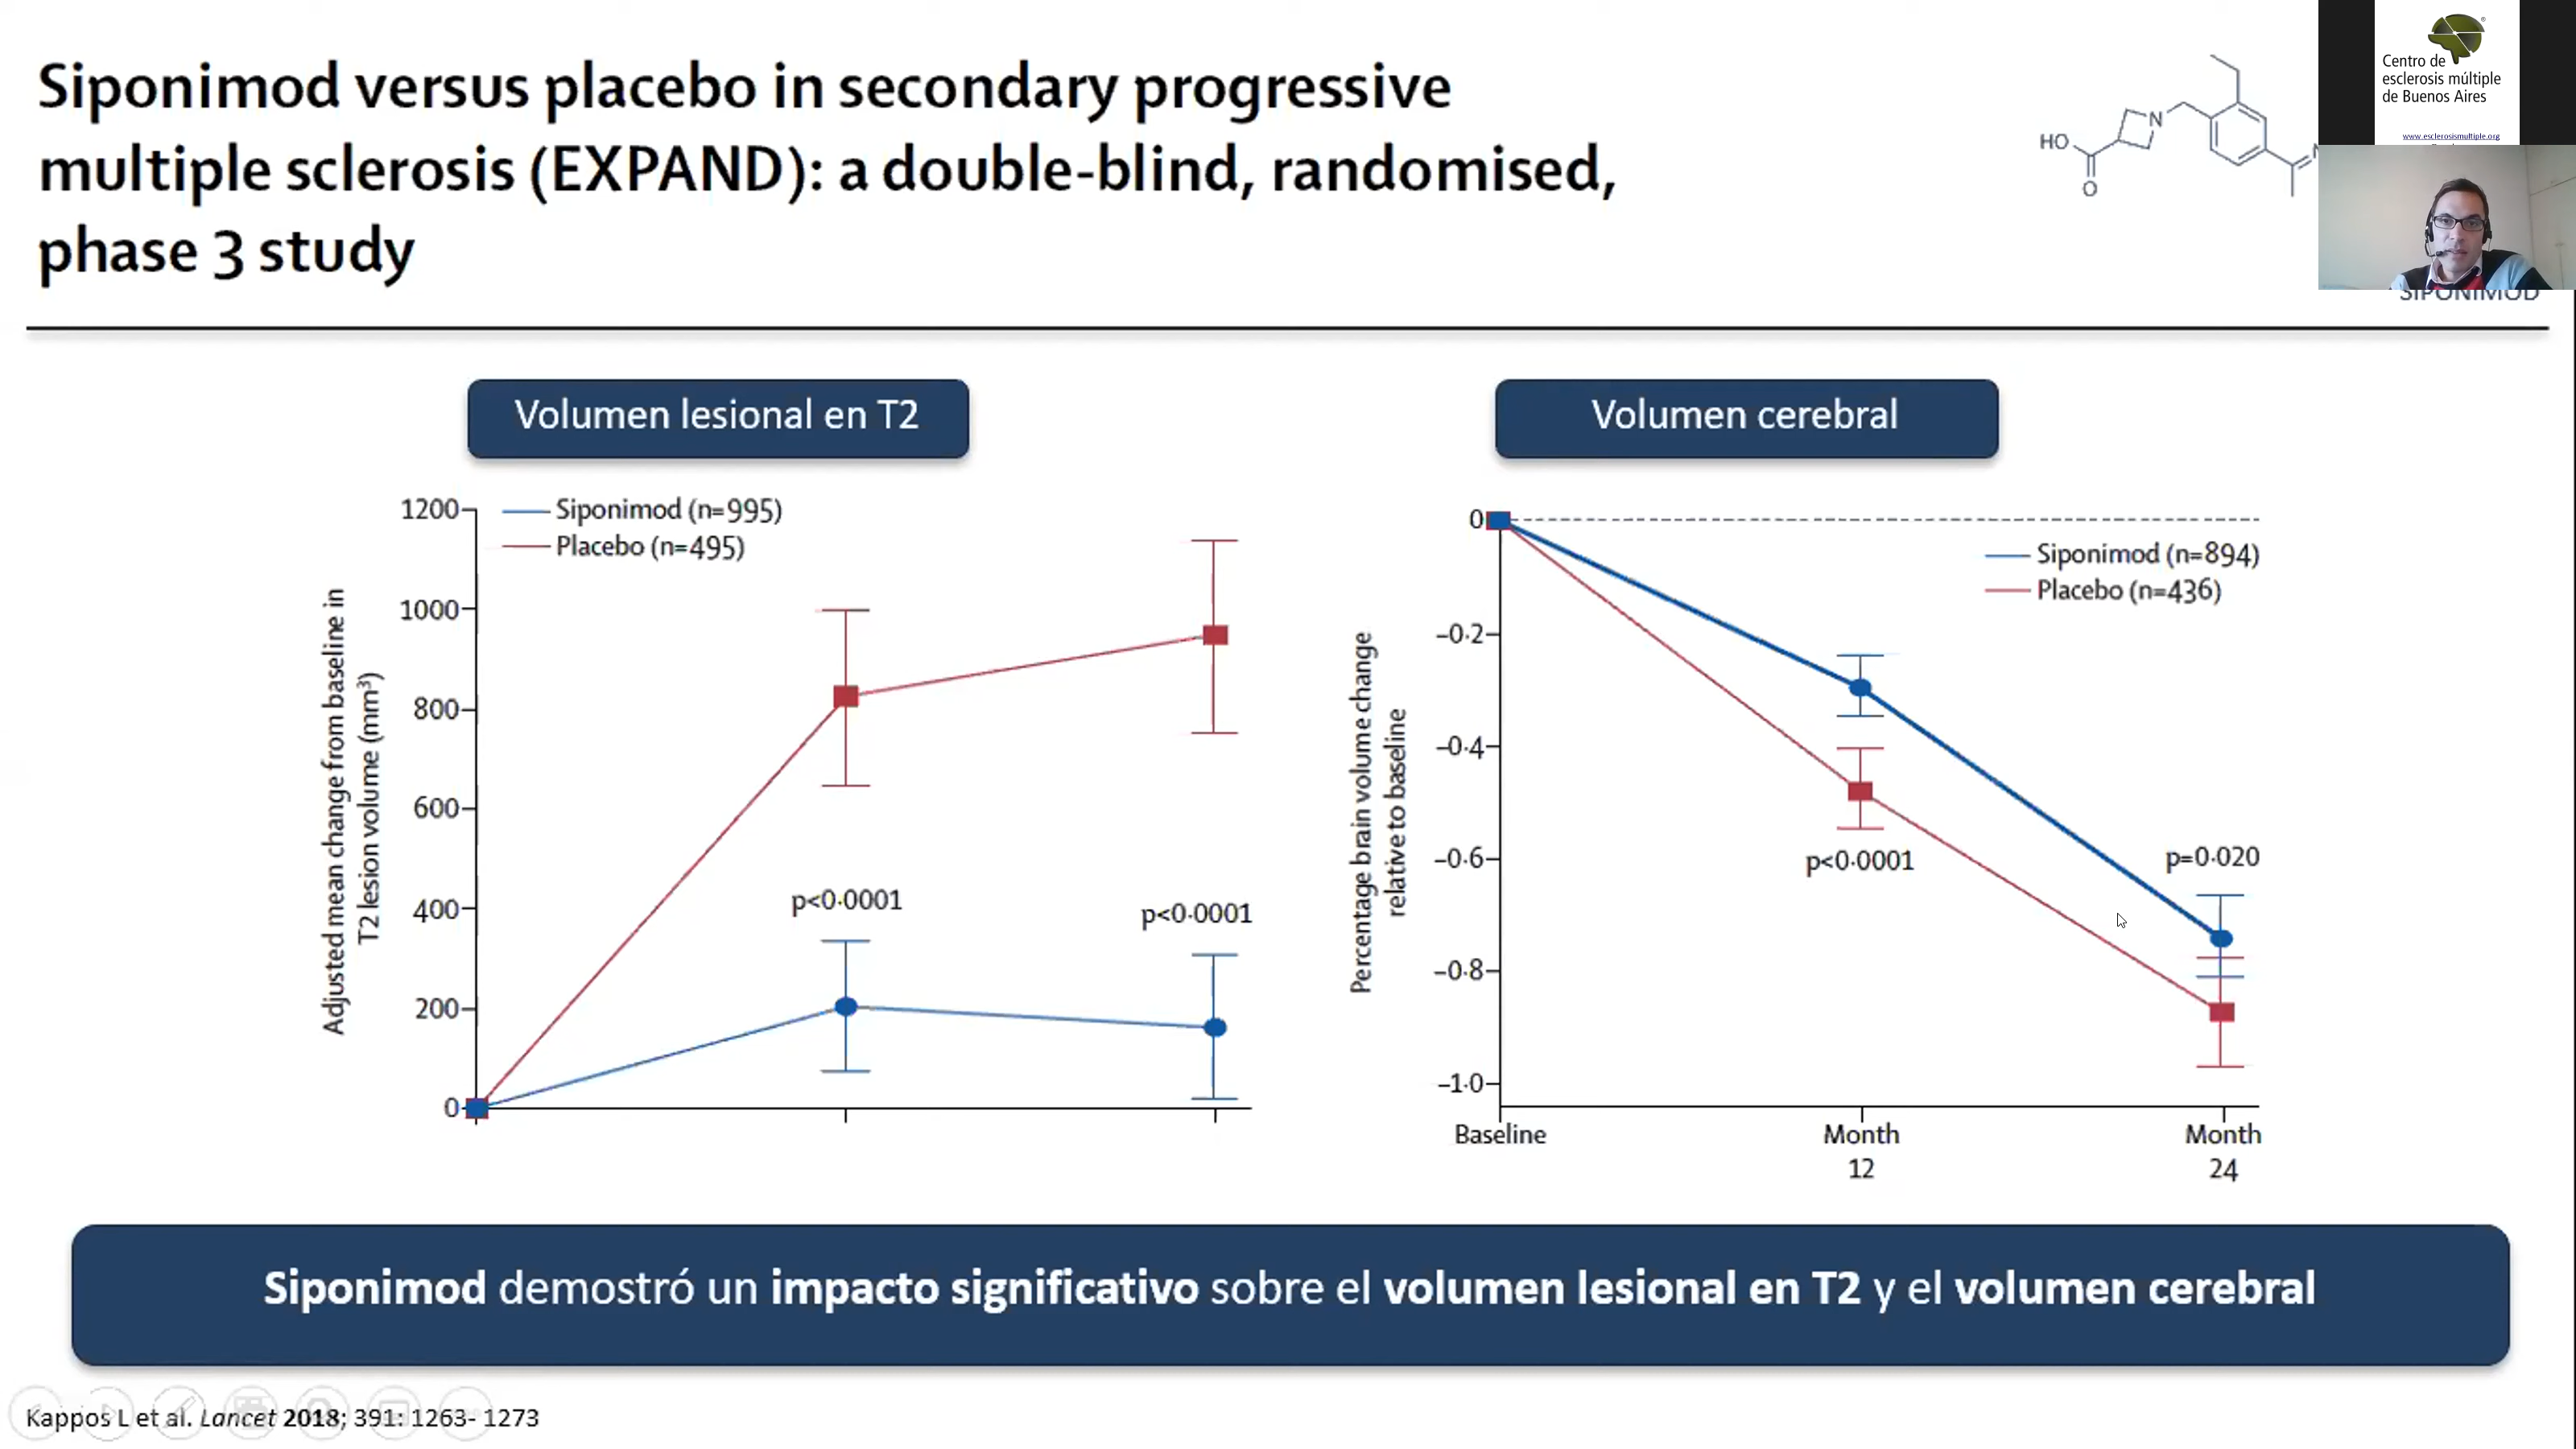 Siponimod versus placebo in secondary progressive
multiple sclerosis (EXPAND): a double-blind, randomised,
phase 3 study
HO
O
N
N
Centro de
esclerosis múltiple
de Buenos Aires
www.esclerosismultiple.org
SIPONIMOD
Volumen lesional en T2
Adjusted mean change from baseline in
T2 lesion volume (mm³)
1200
1000
800
600
400
200
0
Siponimod (n=995)
Placebo (n=495)
p<0·0001
p<0·0001
Volumen cerebral
Percentage brain volume change
relative to baseline
0
–0·2
–0·4
–0·6
–0·8
–1·0
Siponimod (n=894)
Placebo (n=436)
p<0·0001
p=0·020
Baseline
Month
12
Month
24
Siponimod demostró un impacto significativo sobre el volumen lesional en T2 y el volumen cerebral
Kappos L et al. Lancet 2018; 391: 1263- 1273